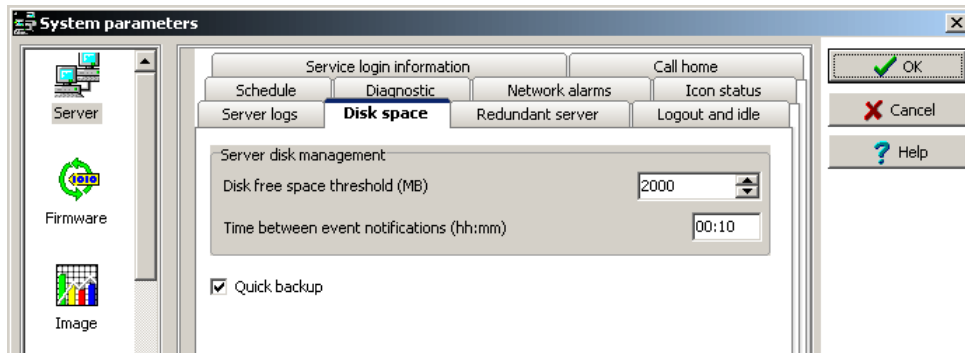 System parameters
Server
Firmware
Image
Service login information
Call home
Schedule
Diagnostic
Network alarms
Icon status
Server logs
Disk space
Redundant server
Logout and idle
Server disk management
Disk free space threshold (MB)
2000
Time between event notifications (hh:mm)
00:10
Quick backup
OK
Cancel
Help